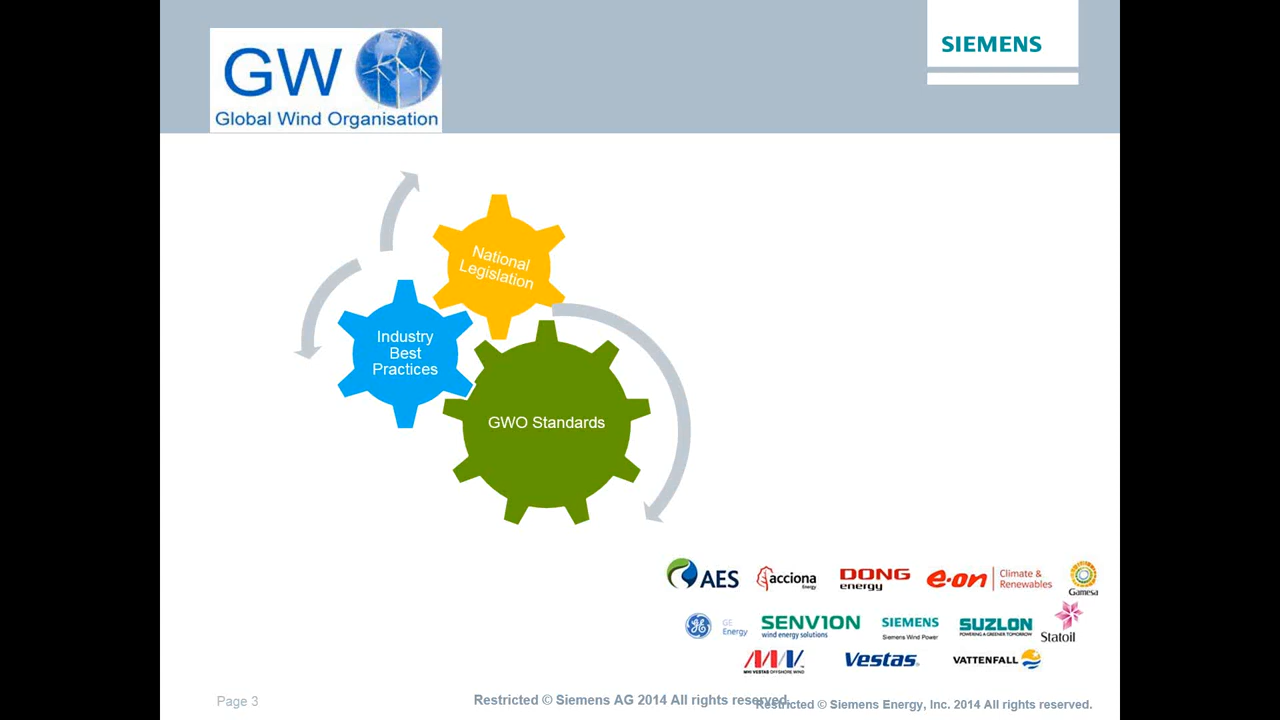 GW
Global Wind Organisation
SIEMENS
National
Legislation
Industry
Best
Practices
GWO Standards
AES
acciona
Energy
DONG
energy
e·on
Climate &
Renewables
Gamesa
GE
GE
Energy
SENVION
wind energy solutions
SIEMENS
Siemens Wind Power
SUZLON
POWERING A GREENER TOMORROW
Statoil
MHI VESTAS OFFSHORE WIND
Vestas.
VATTENFALL
Page 3
Restricted © Siemens AG 2014 All rights reserved.
Restricted © Siemens Energy, Inc. 2014 All rights reserved.